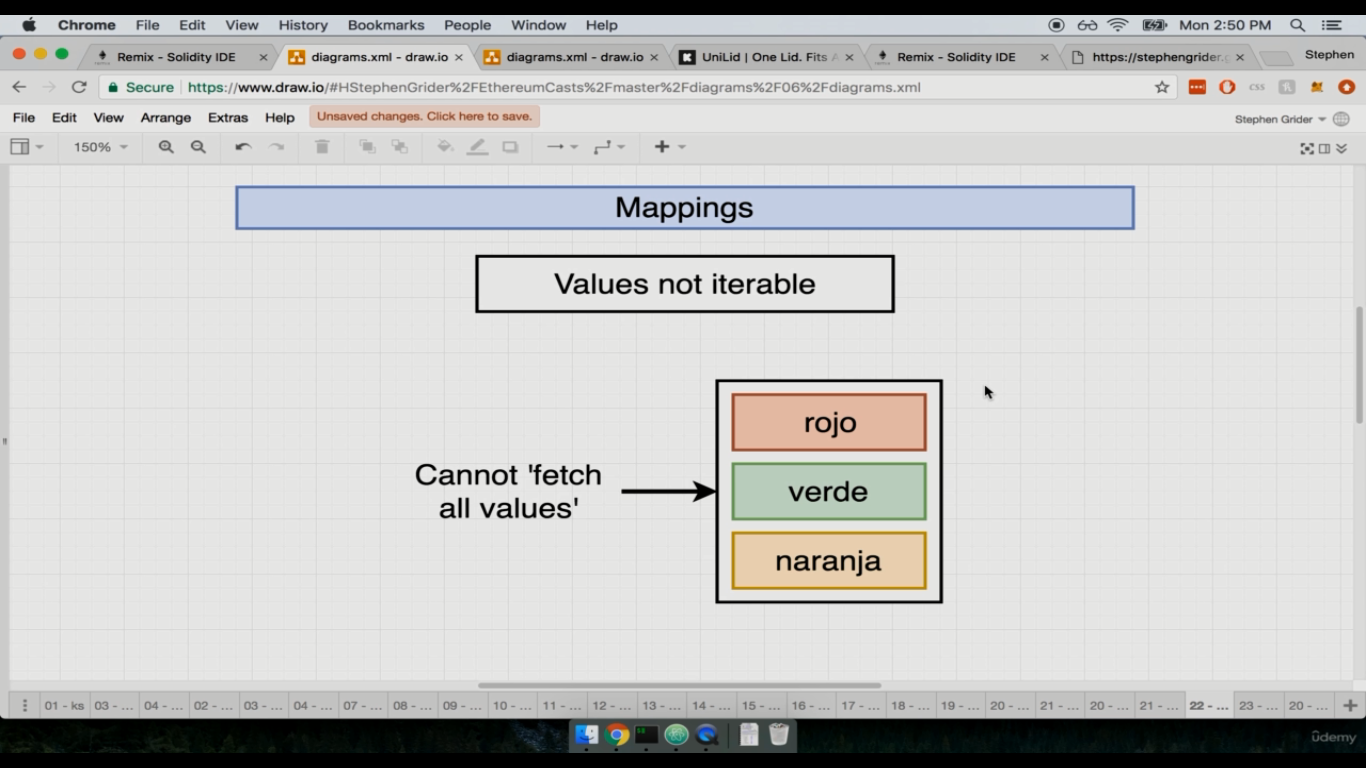 Chrome File Edit View History Bookmarks People Window Help Mon 2:50 PM
Remix - Solidity IDE diagrams.xml - draw.io diagrams.xml - draw.io UniLid | One Lid. Fits A Remix - Solidity IDE https://stephengrider.g Stephen
Secure https://www.draw.io/#HStephenGrider%2FEthereumCasts%2Fmaster%2Fdiagrams%2F06%2Fdiagrams.xml CSS
File Edit View Arrange Extras Help Unsaved changes. Click here to save. Stephen Grider
150%
Mappings
Values not iterable
Cannot 'fetch
all values'
rojo
verde
naranja
01 - ks 03 - ... 04 - ... 02 - ... 03 - ... 04 - ... 07 - ... 08 - ... 09 - ... 10 - ... 11 - ... 12 - ... 13 - ... 14 - ... 15 - ... 16 - ... 17 - ... 18 - ... 19 - ... 20 - ... 21 - ... 20 - ... 21 - ... 22 - ... 23 - ... 20 - ...
ûdemy